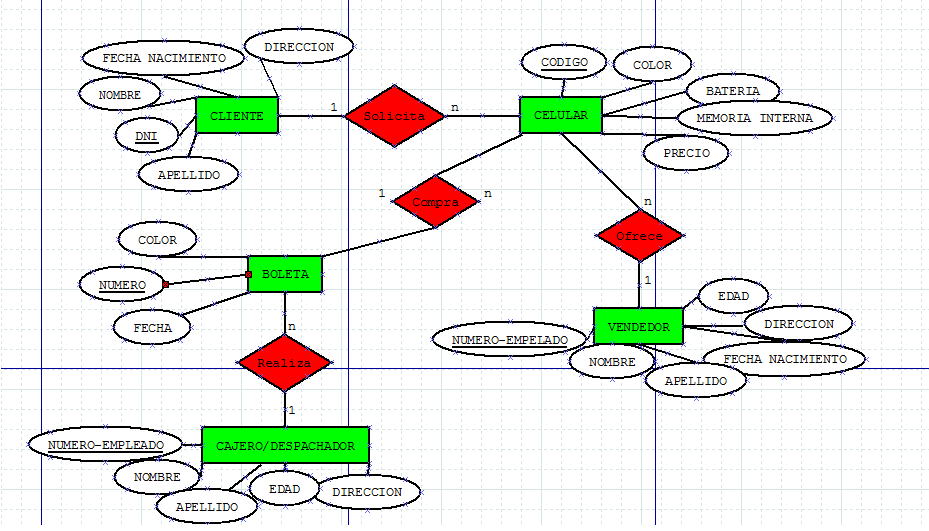 DIRECCION
FECHA NACIMIENTO
NOMBRE
CLIENTE
DNI
APELLIDO
1
Solicita
n
CODIGO
COLOR
BATERIA
CELULAR
MEMORIA INTERNA
PRECIO
1
Compra
n
n
Ofrece
1
COLOR
NUMERO
BOLETA
FECHA
n
Realiza
1
EDAD
VENDEDOR
DIRECCION
NUMERO-EMPELADO
NOMBRE
FECHA NACIMIENTO
APELLIDO
NUMERO-EMPLEADO
CAJERO/DESPACHADOR
NOMBRE
APELLIDO
EDAD
DIRECCION